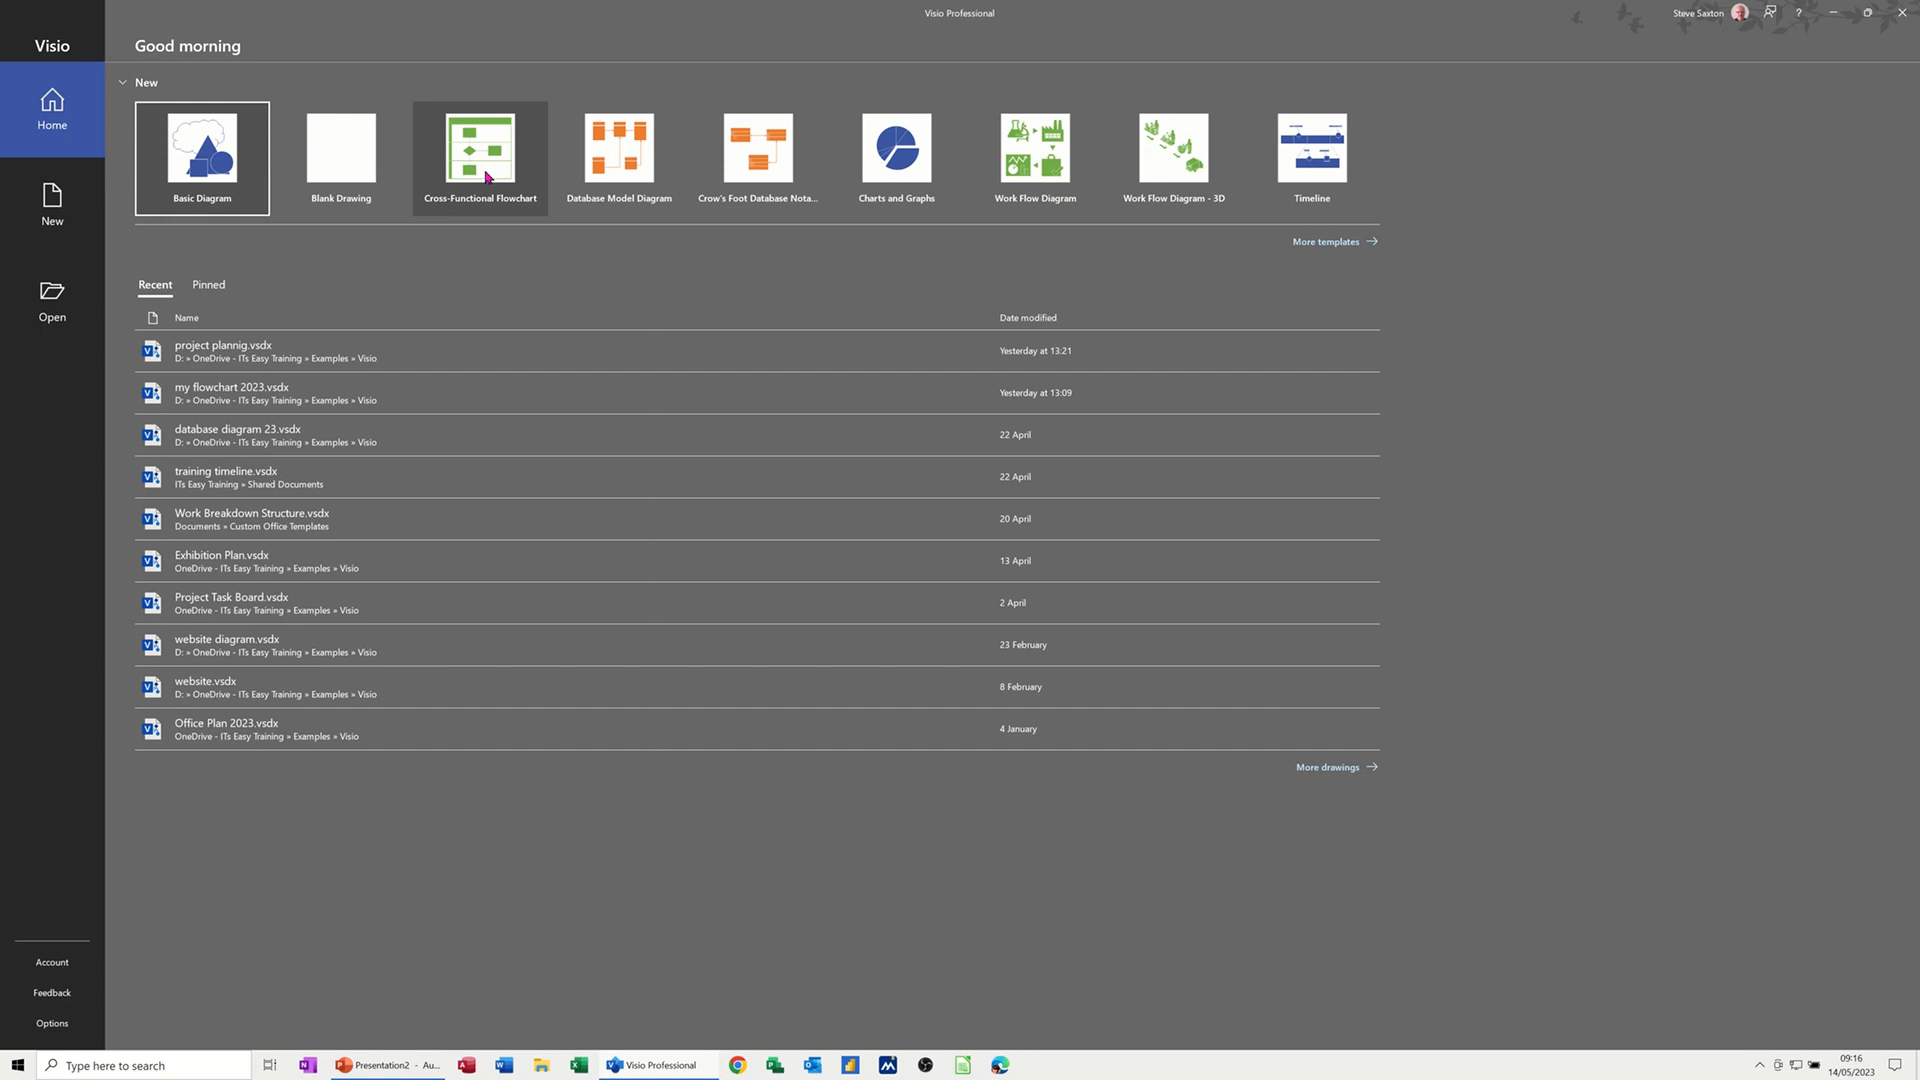 Visio Professional
Steve Saxton
?
Visio
Good morning
Home
New
Open
New
Basic Diagram
Blank Drawing
Cross-Functional Flowchart
Database Model Diagram
Crow's Foot Database Nota...
Charts and Graphs
Work Flow Diagram
Work Flow Diagram - 3D
Timeline
More templates
Recent
Pinned
Name
Date modified
project plannig.vsdx
D: » OneDrive - ITs Easy Training » Examples » Visio
Yesterday at 13:21
my flowchart 2023.vsdx
D: » OneDrive - ITs Easy Training » Examples » Visio
Yesterday at 13:09
database diagram 23.vsdx
D: » OneDrive - ITs Easy Training » Examples » Visio
22 April
training timeline.vsdx
ITs Easy Training » Shared Documents
22 April
Work Breakdown Structure.vsdx
Documents » Custom Office Templates
20 April
Exhibition Plan.vsdx
OneDrive - ITs Easy Training » Examples » Visio
13 April
Project Task Board.vsdx
OneDrive - ITs Easy Training » Examples » Visio
2 April
website diagram.vsdx
D: » OneDrive - ITs Easy Training » Examples » Visio
23 February
website.vsdx
D: » OneDrive - ITs Easy Training » Examples » Visio
8 February
Office Plan 2023.vsdx
OneDrive - ITs Easy Training » Examples » Visio
4 January
More drawings
Account
Feedback
Options
Type here to search
Presentation2 - Au...
Visio Professional
09:16
14/05/2023